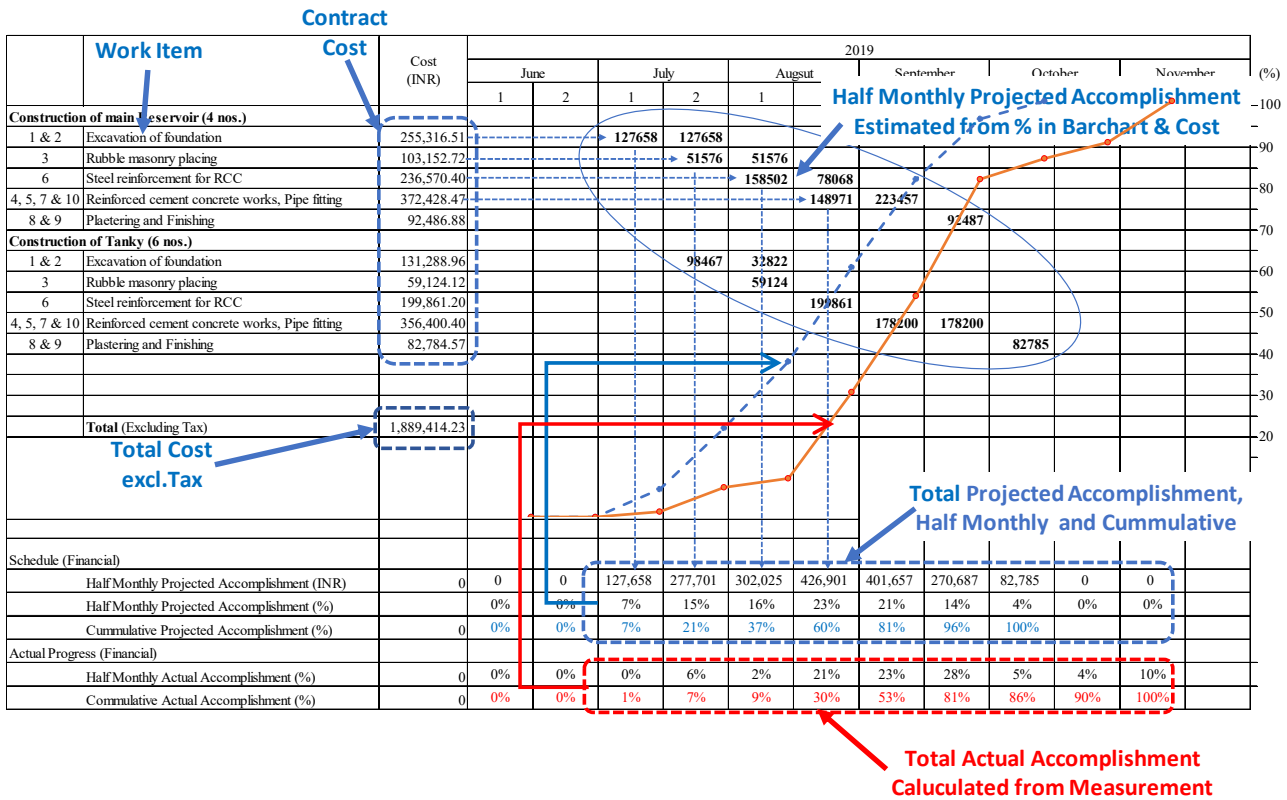 Contract
Cost
Work Item
Cost
(INR)
2019
June July Augsut September October November (%)
1 2 1 2 1
Half Monthly Projected Accomplishment
Estimated from % in Barchart & Cost
100
Construction of main Reservoir (4 nos.)
1 & 2 Excavation of foundation 255,316.51 127658 127658
90
3 Rubble masonry placing 103,152.72 51576 51576
6 Steel reinforcement for RCC 236,570.40 158502 78068
80
4, 5, 7 & 10 Reinforced cement concrete works, Pipe fitting 372,428.47 148971 223457
8 & 9 Plaetering and Finishing 92,486.88 92487
70
Construction of Tanky (6 nos.)
1 & 2 Excavation of foundation 131,288.96 98467 32822
60
3 Rubble masonry placing 59,124.12 59124
6 Steel reinforcement for RCC 199,861.20 199861
50
4, 5, 7 & 10 Reinforced cement concrete works, Pipe fitting 356,400.40 178200 178200
8 & 9 Plastering and Finishing 82,784.57 82785
40
30
Total (Excluding Tax) 1,889,414.23
20
Total Cost
excl.Tax
Total Projected Accomplishment,
Half Monthly and Cummulative
Schedule (Financial)
Half Monthly Projected Accomplishment (INR) 0 0 0 127,658 277,701 302,025 426,901 401,657 270,687 82,785 0 0
Half Monthly Projected Accomplishment (%) 0% 0% 7% 15% 16% 23% 21% 14% 4% 0% 0%
Cummulative Projected Accomplishment (%) 0 0% 0% 7% 21% 37% 60% 81% 96% 100%
Actual Progress (Financial)
Half Monthly Actual Accomplishment (%) 0 0% 0% 0% 6% 2% 21% 23% 28% 5% 4% 10%
Commulative Actual Accomplishment (%) 0 0% 0% 1% 7% 9% 30% 53% 81% 86% 90% 100%
Total Actual Accomplishment
Caluculated from Measurement